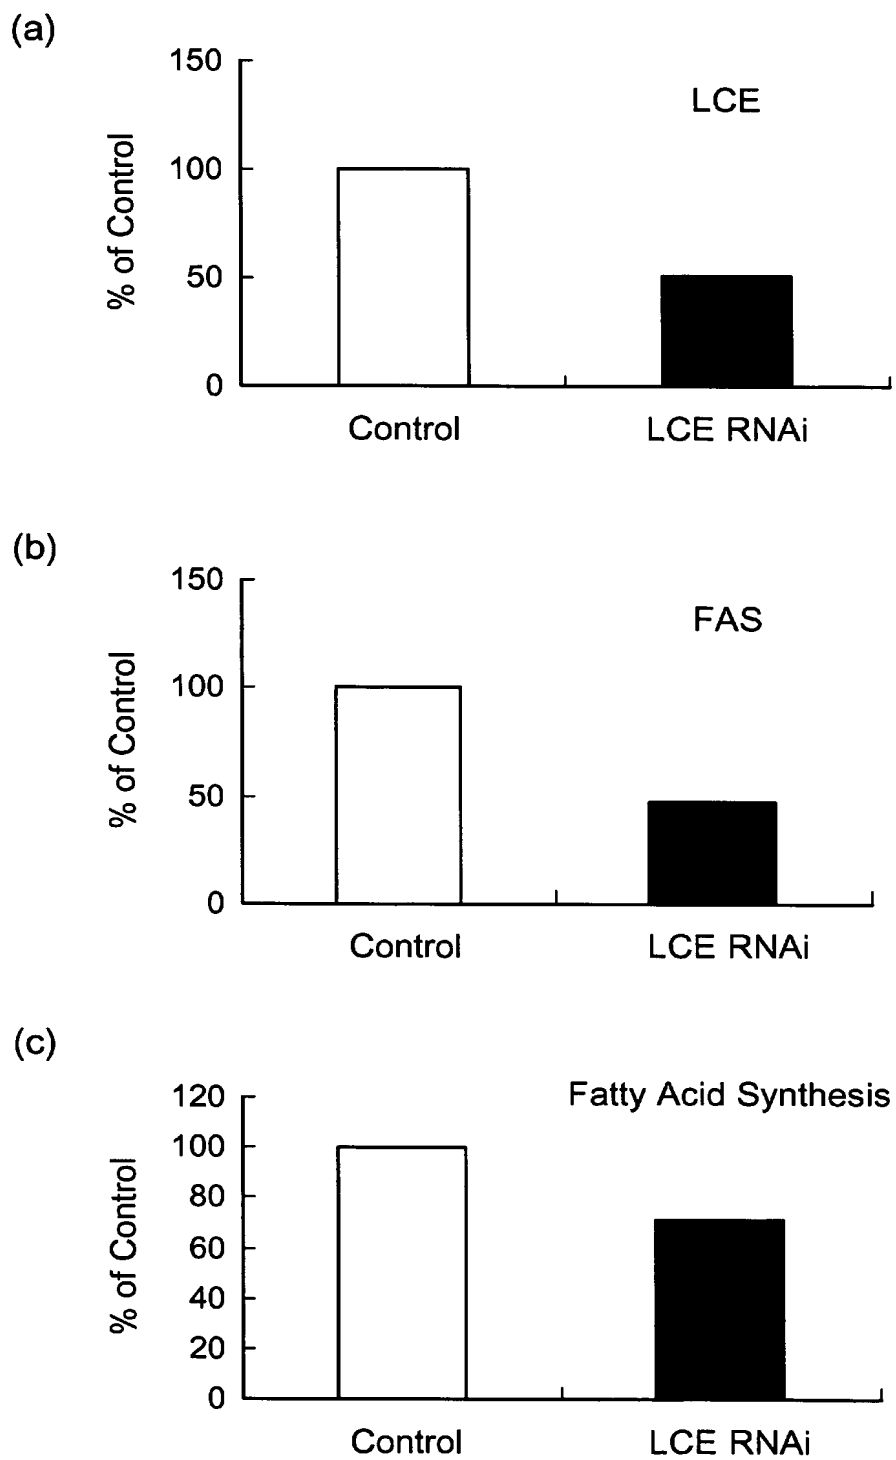 (a)
150
LCE
100
50
0
% of Control
Control LCE RNAi
(b)
150
FAS
100
50
0
% of Control
Control LCE RNAi
(c)
120
Fatty Acid Synthesis
100
80
60
40
20
0
% of Control
Control LCE RNAi